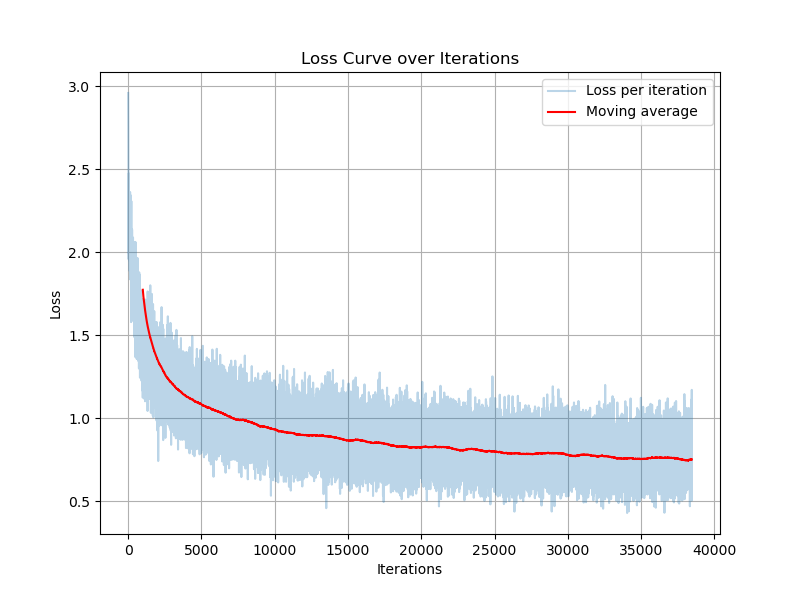 Loss Curve over Iterations
Loss per iteration
Moving average
3.0
2.5
2.0
1.5
1.0
0.5
Loss
0 5000 10000 15000 20000 25000 30000 35000 40000
Iterations